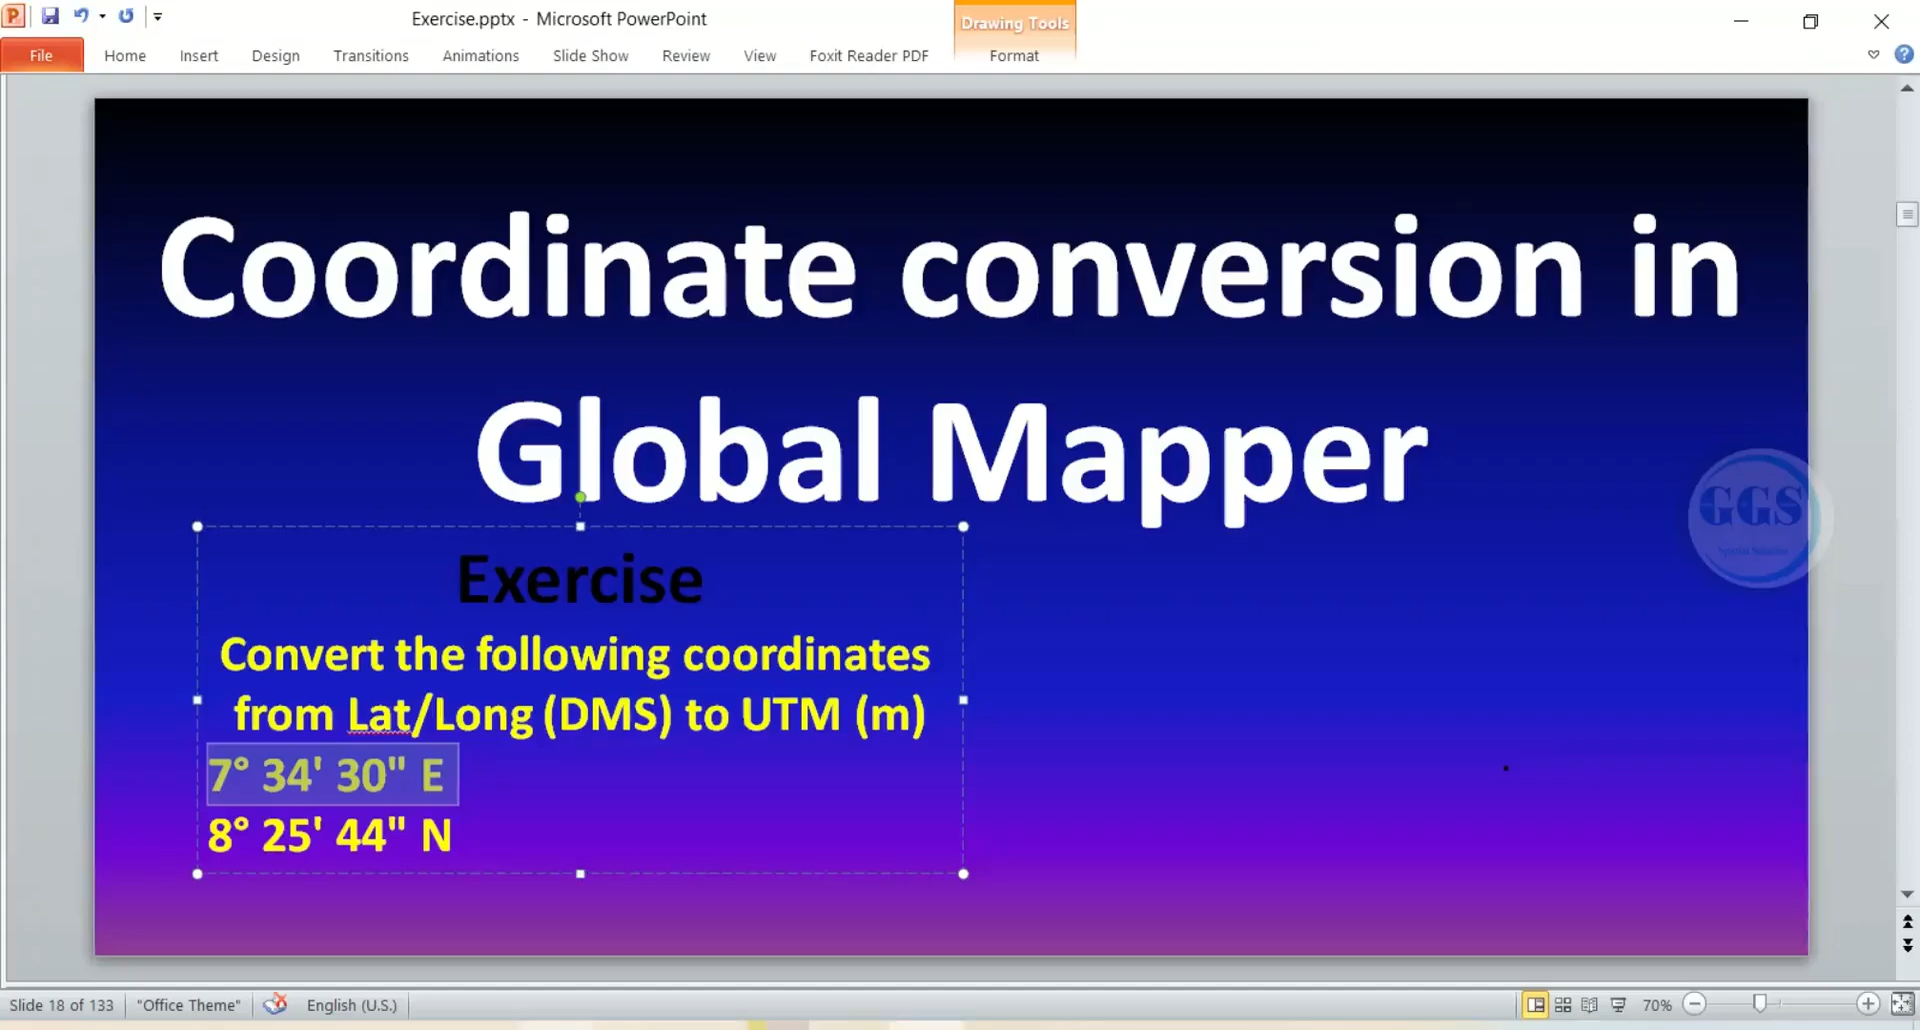 Exercise.pptx - Microsoft PowerPoint
Drawing Tools
File Home Insert Design Transitions Animations Slide Show Review View Foxit Reader PDF Format
Coordinate conversion in
Global Mapper
GGS
Spatial Solution
Exercise
Convert the following coordinates
from Lat/Long (DMS) to UTM (m)
7° 34' 30" E
8° 25' 44" N
Slide 18 of 133 "Office Theme" English (U.S.) 70%